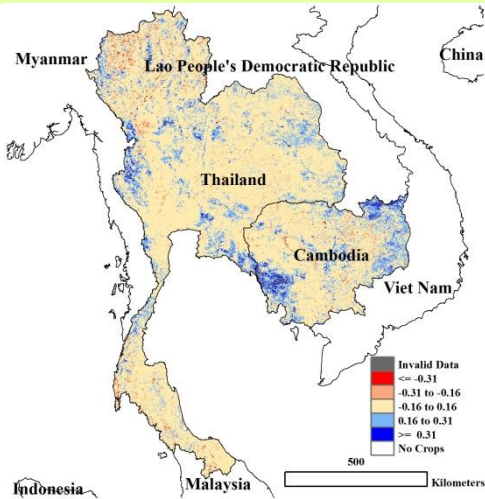 China
Myanmar
Lao People's Democratic Republic
Thailand
Cambodia
Viet Nam
Invalid Data
<= -0.31
-0.31 to -0.16
-0.16 to 0.16
0.16 to 0.31
>= 0.31
No Crops
500
Kilometers
Malaysia
Indonesia